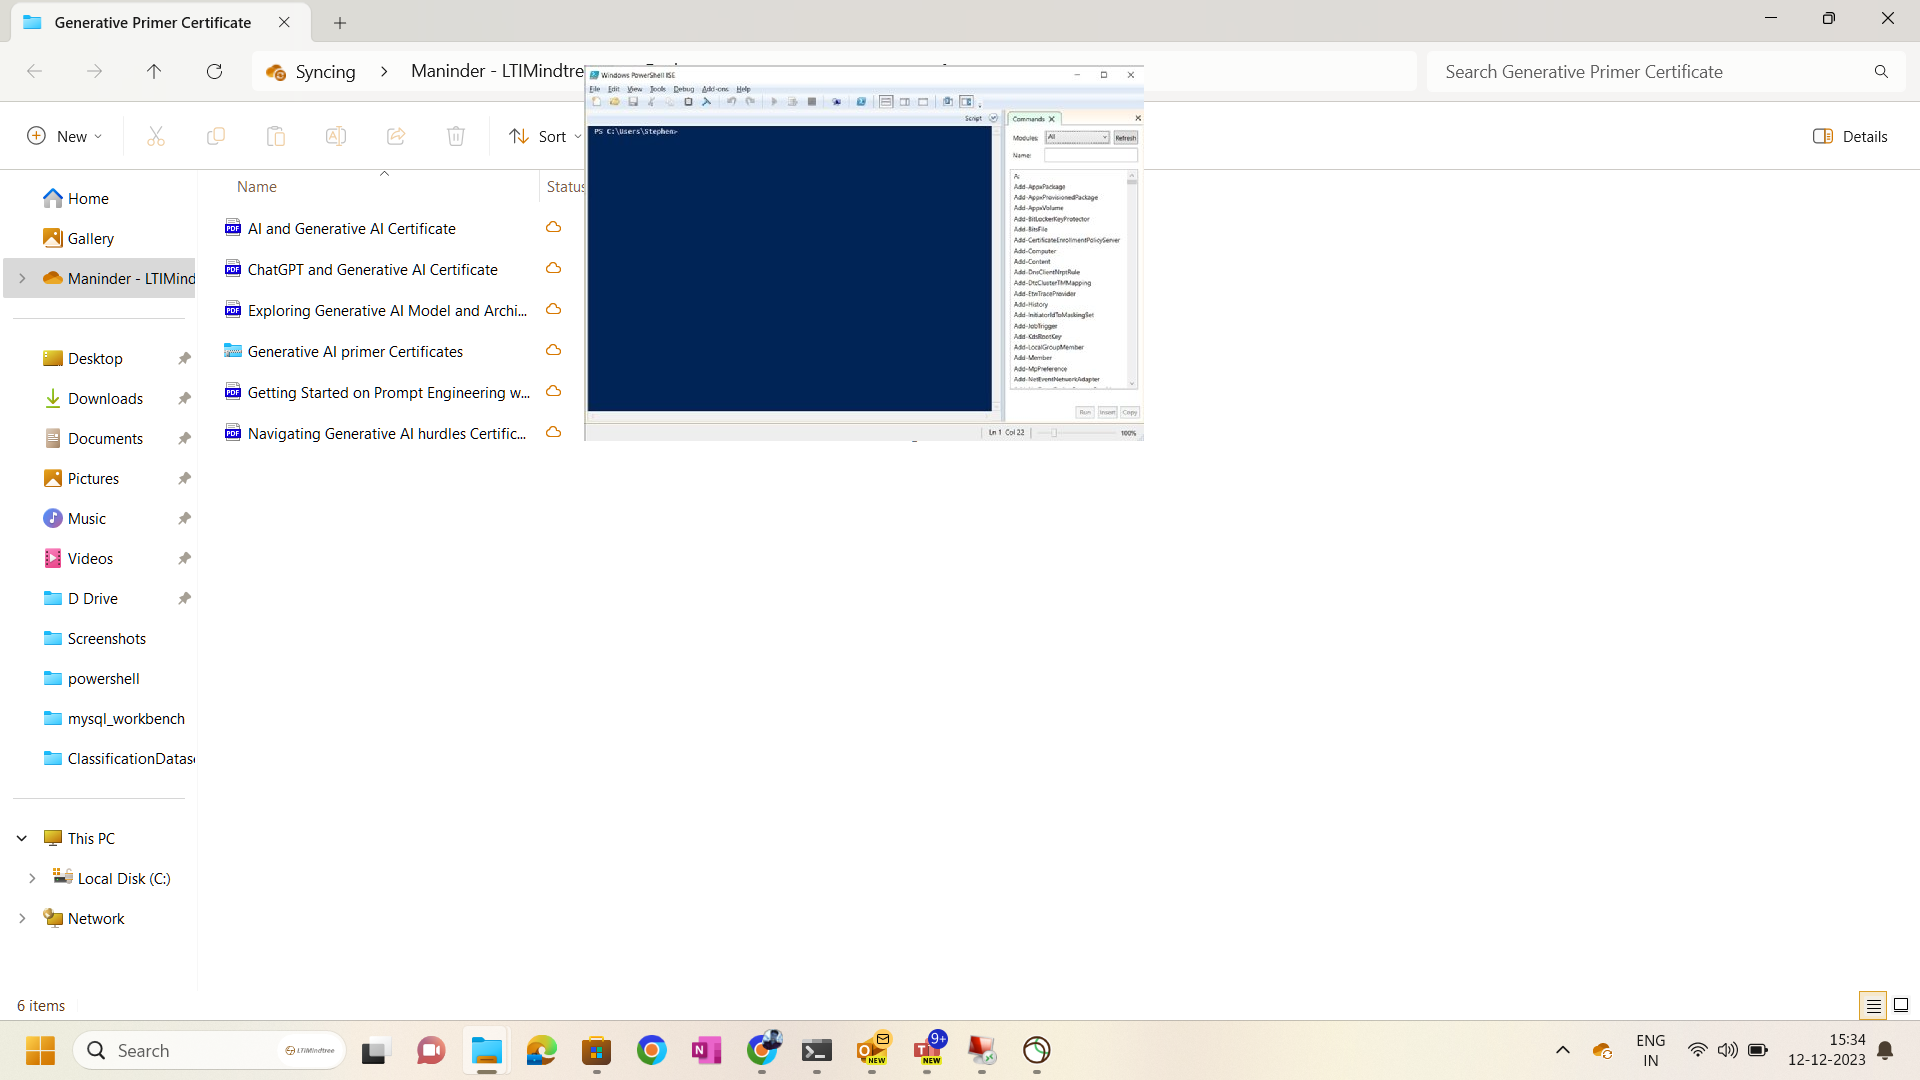 Generative Primer Certificate
Syncing
Maninder - LTIMindtre
Search Generative Primer Certificate
New
Sort
Details
Name
Status
Home
Gallery
Maninder - LTIMind
Desktop
Downloads
Documents
Pictures
Music
Videos
D Drive
Screenshots
powershell
mysql_workbench
ClassificationDatas
This PC
Local Disk (C:)
Network
AI and Generative AI Certificate
ChatGPT and Generative AI Certificate
Exploring Generative AI Model and Archi...
Generative AI primer Certificates
Getting Started on Prompt Engineering w...
Navigating Generative AI hurdles Certific...
Windows PowerShell ISE
File Edit View Tools Debug Add-ons Help
Script
PS C:\Users\Stephen>
Commands
Modules: All Refresh
Name:
A:
Add-AppxPackage
Add-AppxProvisionedPackage
Add-AppxVolume
Add-BitLockerKeyProtector
Add-BitsFile
Add-CertificateEnrollmentPolicyServer
Add-Computer
Add-Content
Add-DnsClientNrptRule
Add-DtcClusterTMMapping
Add-EtwTraceProvider
Add-History
Add-InitiatorIdToMaskingSet
Add-JobTrigger
Add-KdsRootKey
Add-LocalGroupMember
Add-Member
Add-MpPreference
Add-NetEventNetworkAdapter
Run Insert Copy
Ln 1 Col 22 100%
6 items
Search
LTIMindtree
NEW
9+
NEW
ENG
IN
15:34
12-12-2023